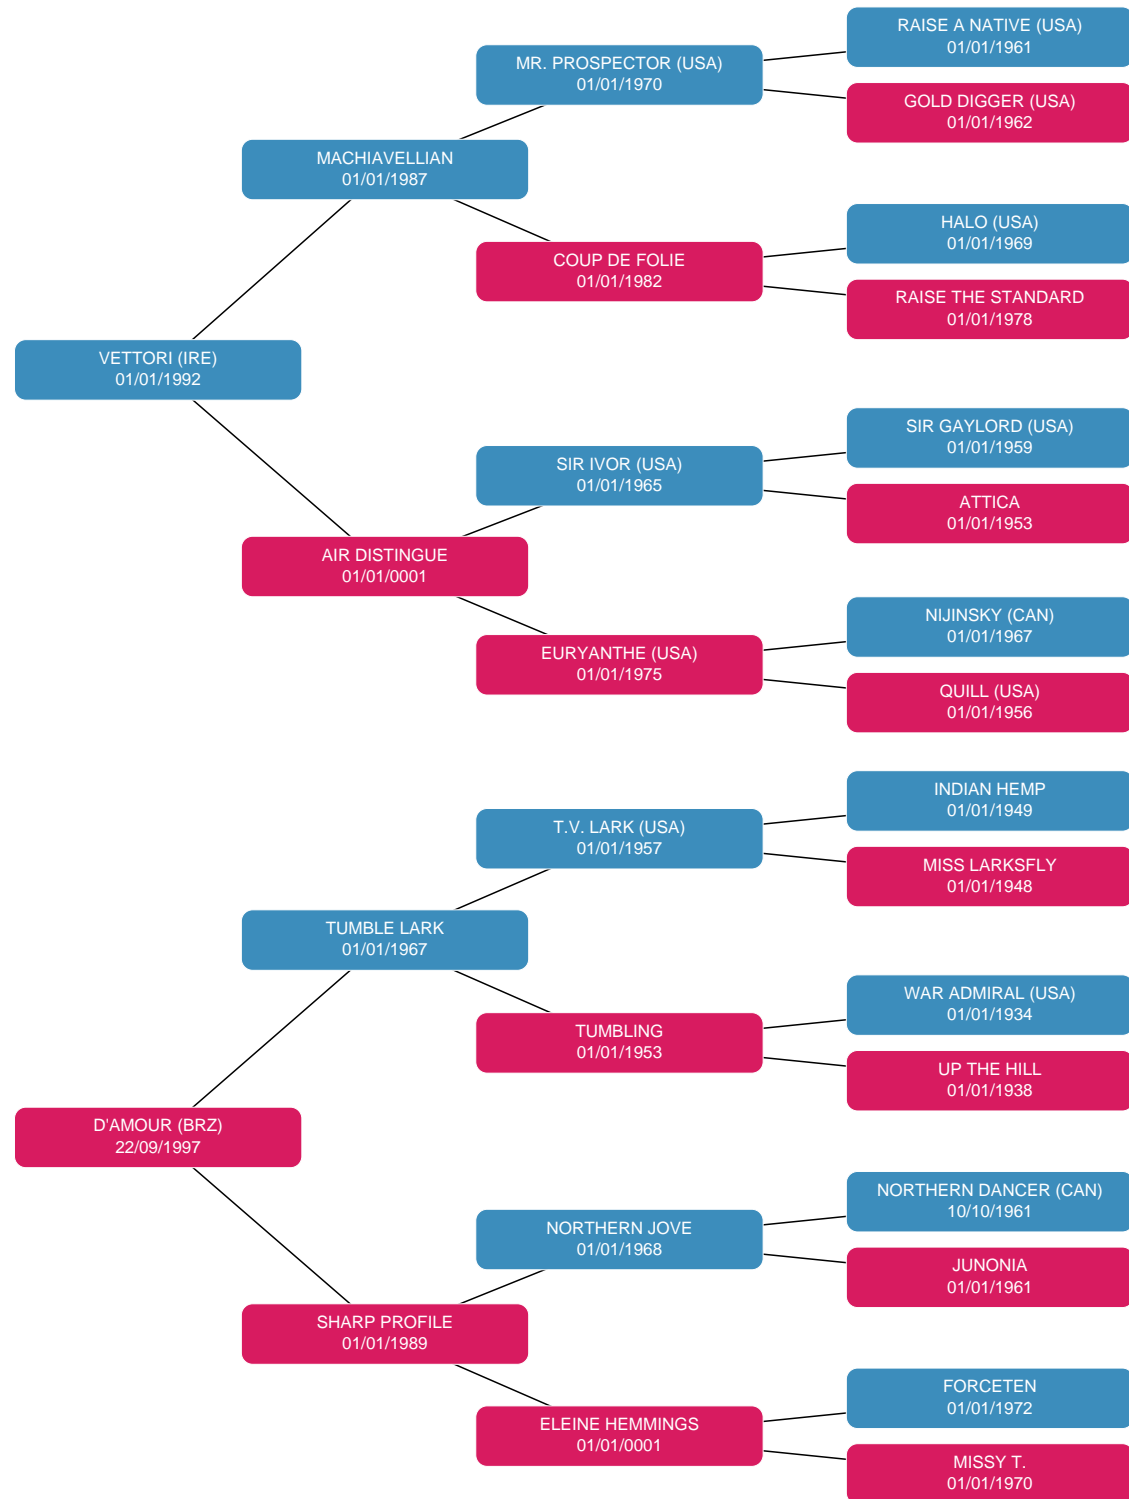 RAISE A NATIVE (USA)
01/01/1961
MR. PROSPECTOR (USA)
01/01/1970
GOLD DIGGER (USA)
01/01/1962
MACHIAVELLIAN
01/01/1987
HALO (USA)
01/01/1969
COUP DE FOLIE
01/01/1982
RAISE THE STANDARD
01/01/1978
VETTORI (IRE)
01/01/1992
SIR GAYLORD (USA)
01/01/1959
SIR IVOR (USA)
01/01/1965
ATTICA
01/01/1953
AIR DISTINGUE
01/01/0001
NIJINSKY (CAN)
01/01/1967
EURYANTHE (USA)
01/01/1975
QUILL (USA)
01/01/1956
INDIAN HEMP
01/01/1949
T.V. LARK (USA)
01/01/1957
MISS LARKSFLY
01/01/1948
TUMBLE LARK
01/01/1967
WAR ADMIRAL (USA)
01/01/1934
TUMBLING
01/01/1953
UP THE HILL
01/01/1938
D'AMOUR (BRZ)
22/09/1997
NORTHERN DANCER (CAN)
10/10/1961
NORTHERN JOVE
01/01/1968
JUNONIA
01/01/1961
SHARP PROFILE
01/01/1989
FORCETEN
01/01/1972
ELEINE HEMMINGS
01/01/0001
MISSY T.
01/01/1970